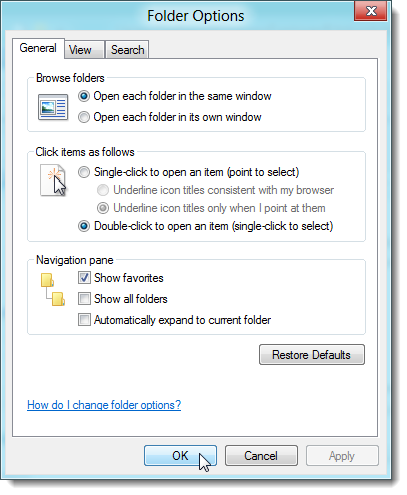 Folder Options
General
View
Search
Browse folders
Open each folder in the same window
Open each folder in its own window
Click items as follows
Single-click to open an item (point to select)
Underline icon titles consistent with my browser
Underline icon titles only when I point at them
Double-click to open an item (single-click to select)
Navigation pane
Show favorites
Show all folders
Automatically expand to current folder
Restore Defaults
How do I change folder options?
OK
Cancel
Apply